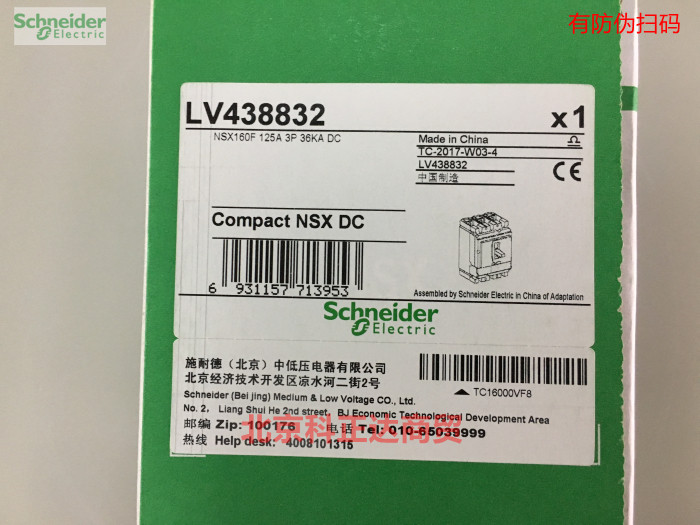 Schneider
Electric
有防伪扫码
LV438832
x1
NSX160F 125A 3P 36KA DC
Made in China
TC-2017-W03-4
LV438832
中国制造
CE
Compact NSX DC
6 931157 713953
Assembled by Schneider Electric in China of Adaptation
Schneider
Electric
施耐德（北京）中低压电器有限公司
北京经济技术开发区凉水河二街2号
TC16000VF8
Schneider (Beijing) Medium & Low Voltage CO., Ltd.
No. 2, Liang Shui He 2nd street, BJ Economic Technological Development Area
邮编 Zip: 100176 电话 Tel: 010-65039999
北京科正达商贸
热线 Help desk: 4008101315